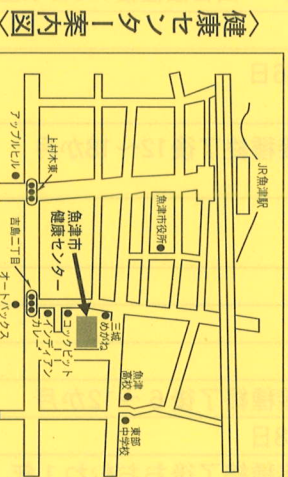 〈健康センター案内図〉
JR魚津駅
魚津市役所
上村木東
アップルヒル
魚津市
健康センター
三城
めがね
コックピット
インディアン
カレー
吉島二丁目
オートバックス
魚津
高校
東部
中学校